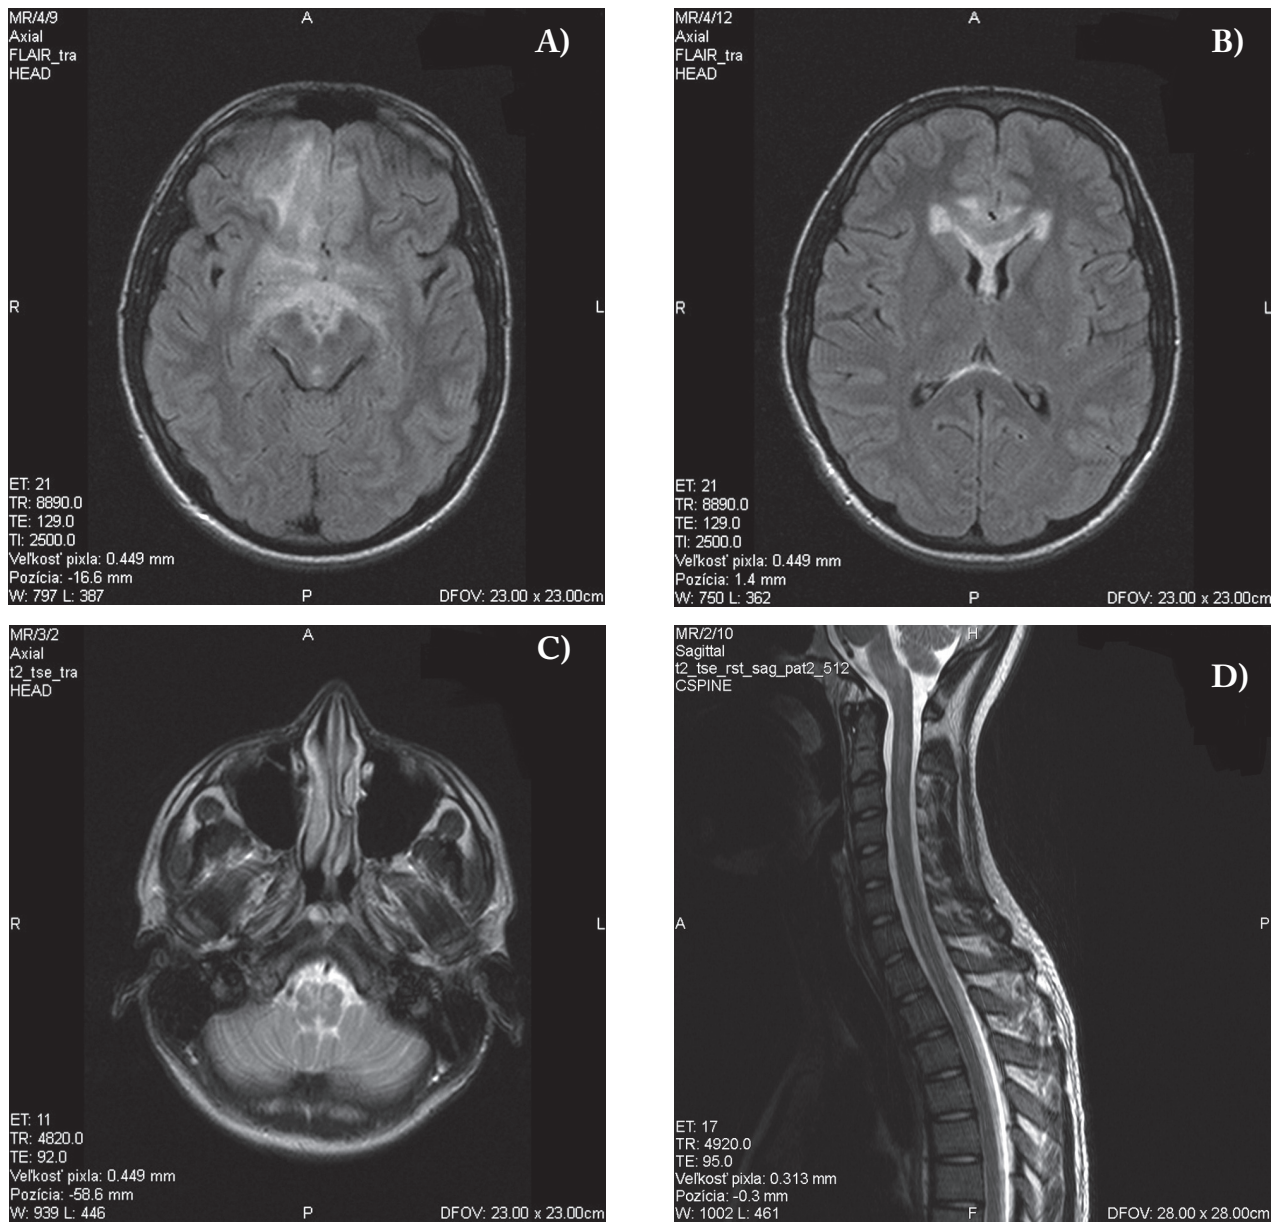 MR/4/9
Axial
FLAIR_tra
HEAD
A
A)
R
L
ET: 21
TR: 8890.0
TE: 129.0
TI: 2500.0
Veľkosť pixla: 0.449 mm
Pozícia: -16.6 mm
W: 797 L: 387
P
DFOV: 23.00 x 23.00cm
MR/4/12
Axial
FLAIR_tra
HEAD
A
B)
R
L
ET: 21
TR: 8890.0
TE: 129.0
TI: 2500.0
Veľkosť pixla: 0.449 mm
Pozícia: 1.4 mm
W: 750 L: 362
P
DFOV: 23.00 x 23.00cm
MR/3/2
Axial
t2_tse_tra
HEAD
A
C)
R
L
ET: 11
TR: 4820.0
TE: 92.0
Veľkosť pixla: 0.449 mm
Pozícia: -58.6 mm
W: 939 L: 446
P
DFOV: 23.00 x 23.00cm
MR/2/10
Sagittal
t2_tse_rst_sag_pat2_512
CSPINE
H
D)
A
P
ET: 17
TR: 4920.0
TE: 95.0
Veľkosť pixla: 0.313 mm
Pozícia: -0.3 mm
W: 1002 L: 461
F
DFOV: 28.00 x 28.00cm